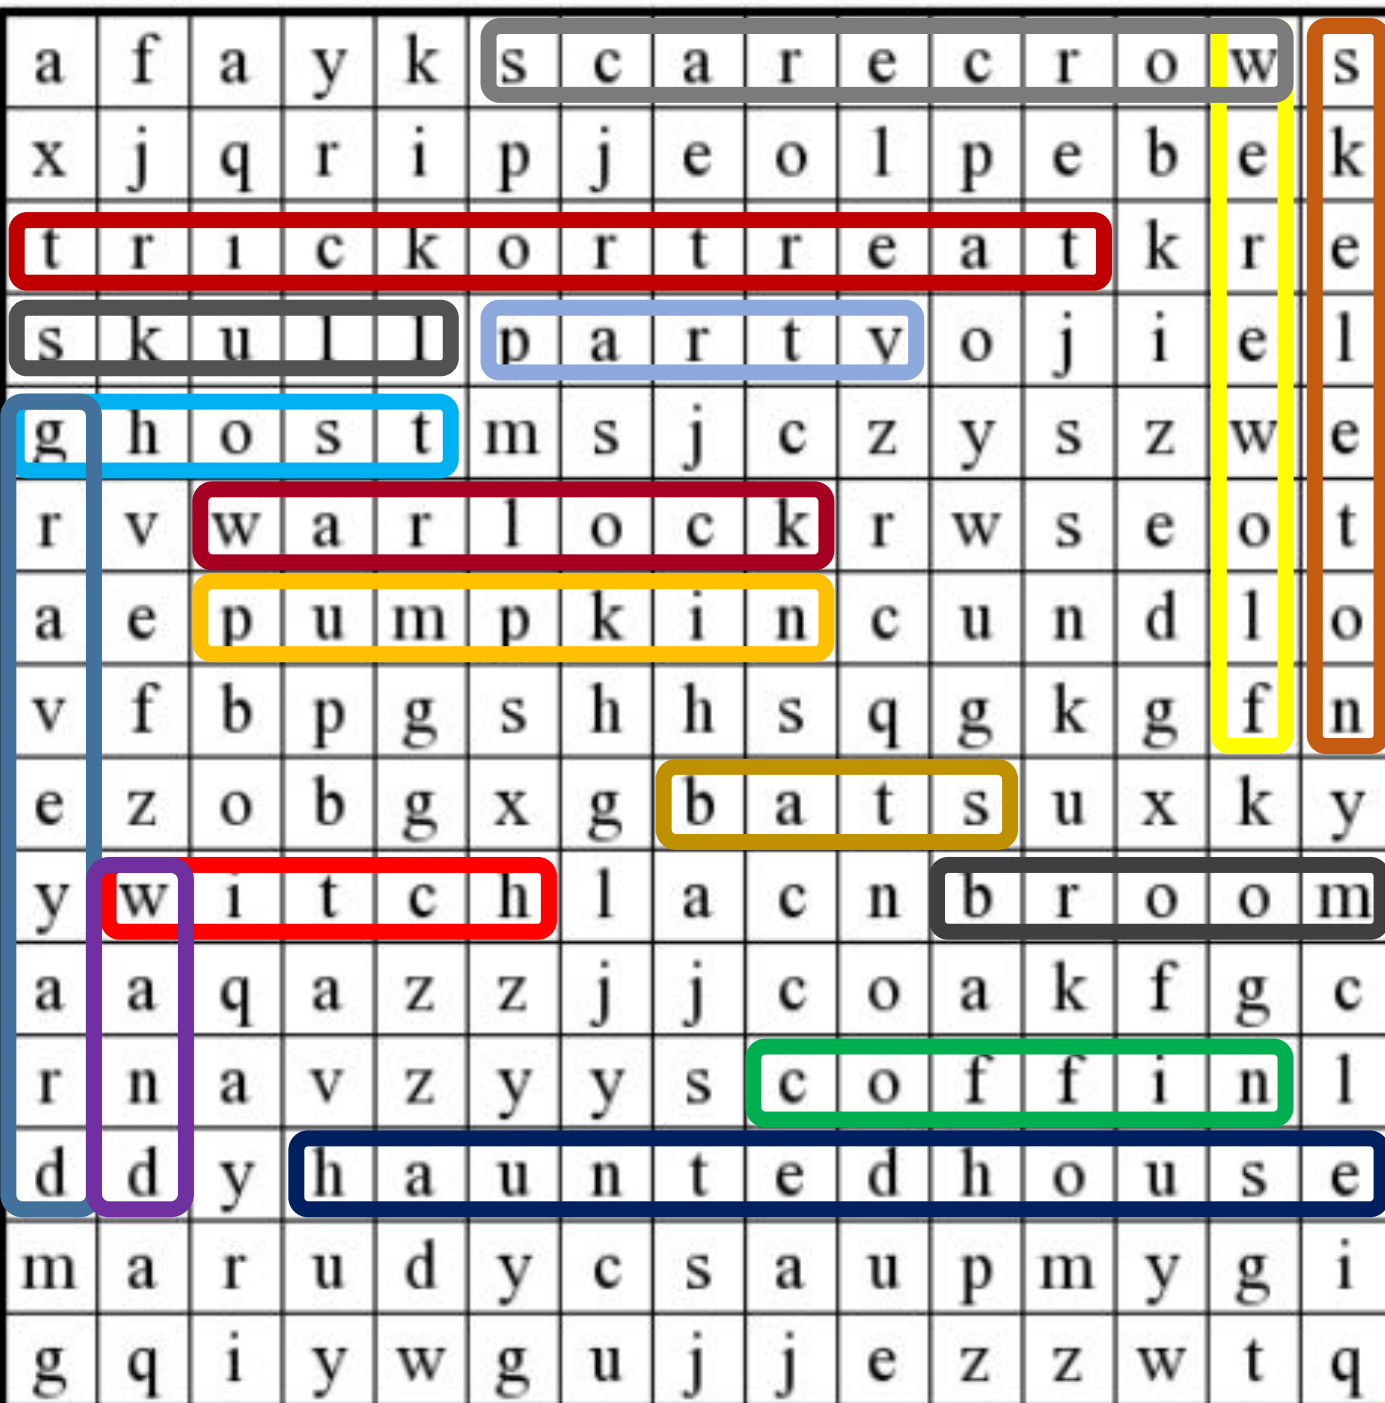 a f a y k s c a r e c r o w s
x j q r i p j e o l p e b e k
t r i c k o r t r e a t k r e
s k u l l p a r t y o j i e l
g h o s t m s j c z y s z w e
r v w a r l o c k r w s e o t
a e p u m p k i n c u n d l o
v f b p g s h h s q g k g f n
e z o b g x g b a t s u x k y
y w i t c h l a c n b r o o m
a a q a z z j j c o a k f g c
r n a v z y y s c o f f i n l
d d y h a u n t e d h o u s e
m a r u d y c s a u p m y g i
g q i y w g u j j e z z w t q